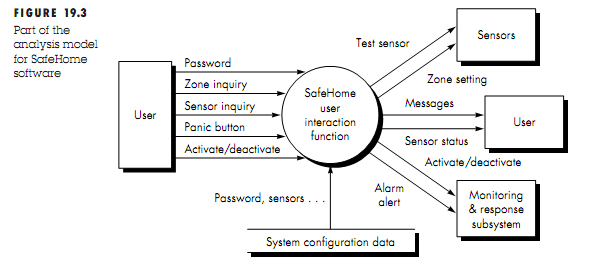 FIGURE 19.3
Part of the
analysis model
for SafeHome
software
User
Password
Zone inquiry
Sensor inquiry
Panic button
Activate/deactivate
SafeHome
user
interaction
function
Test sensor
Zone setting
Sensors
Messages
Sensor status
User
Activate/deactivate
Alarm
alert
Monitoring
& response
subsystem
Password, sensors . . .
System configuration data